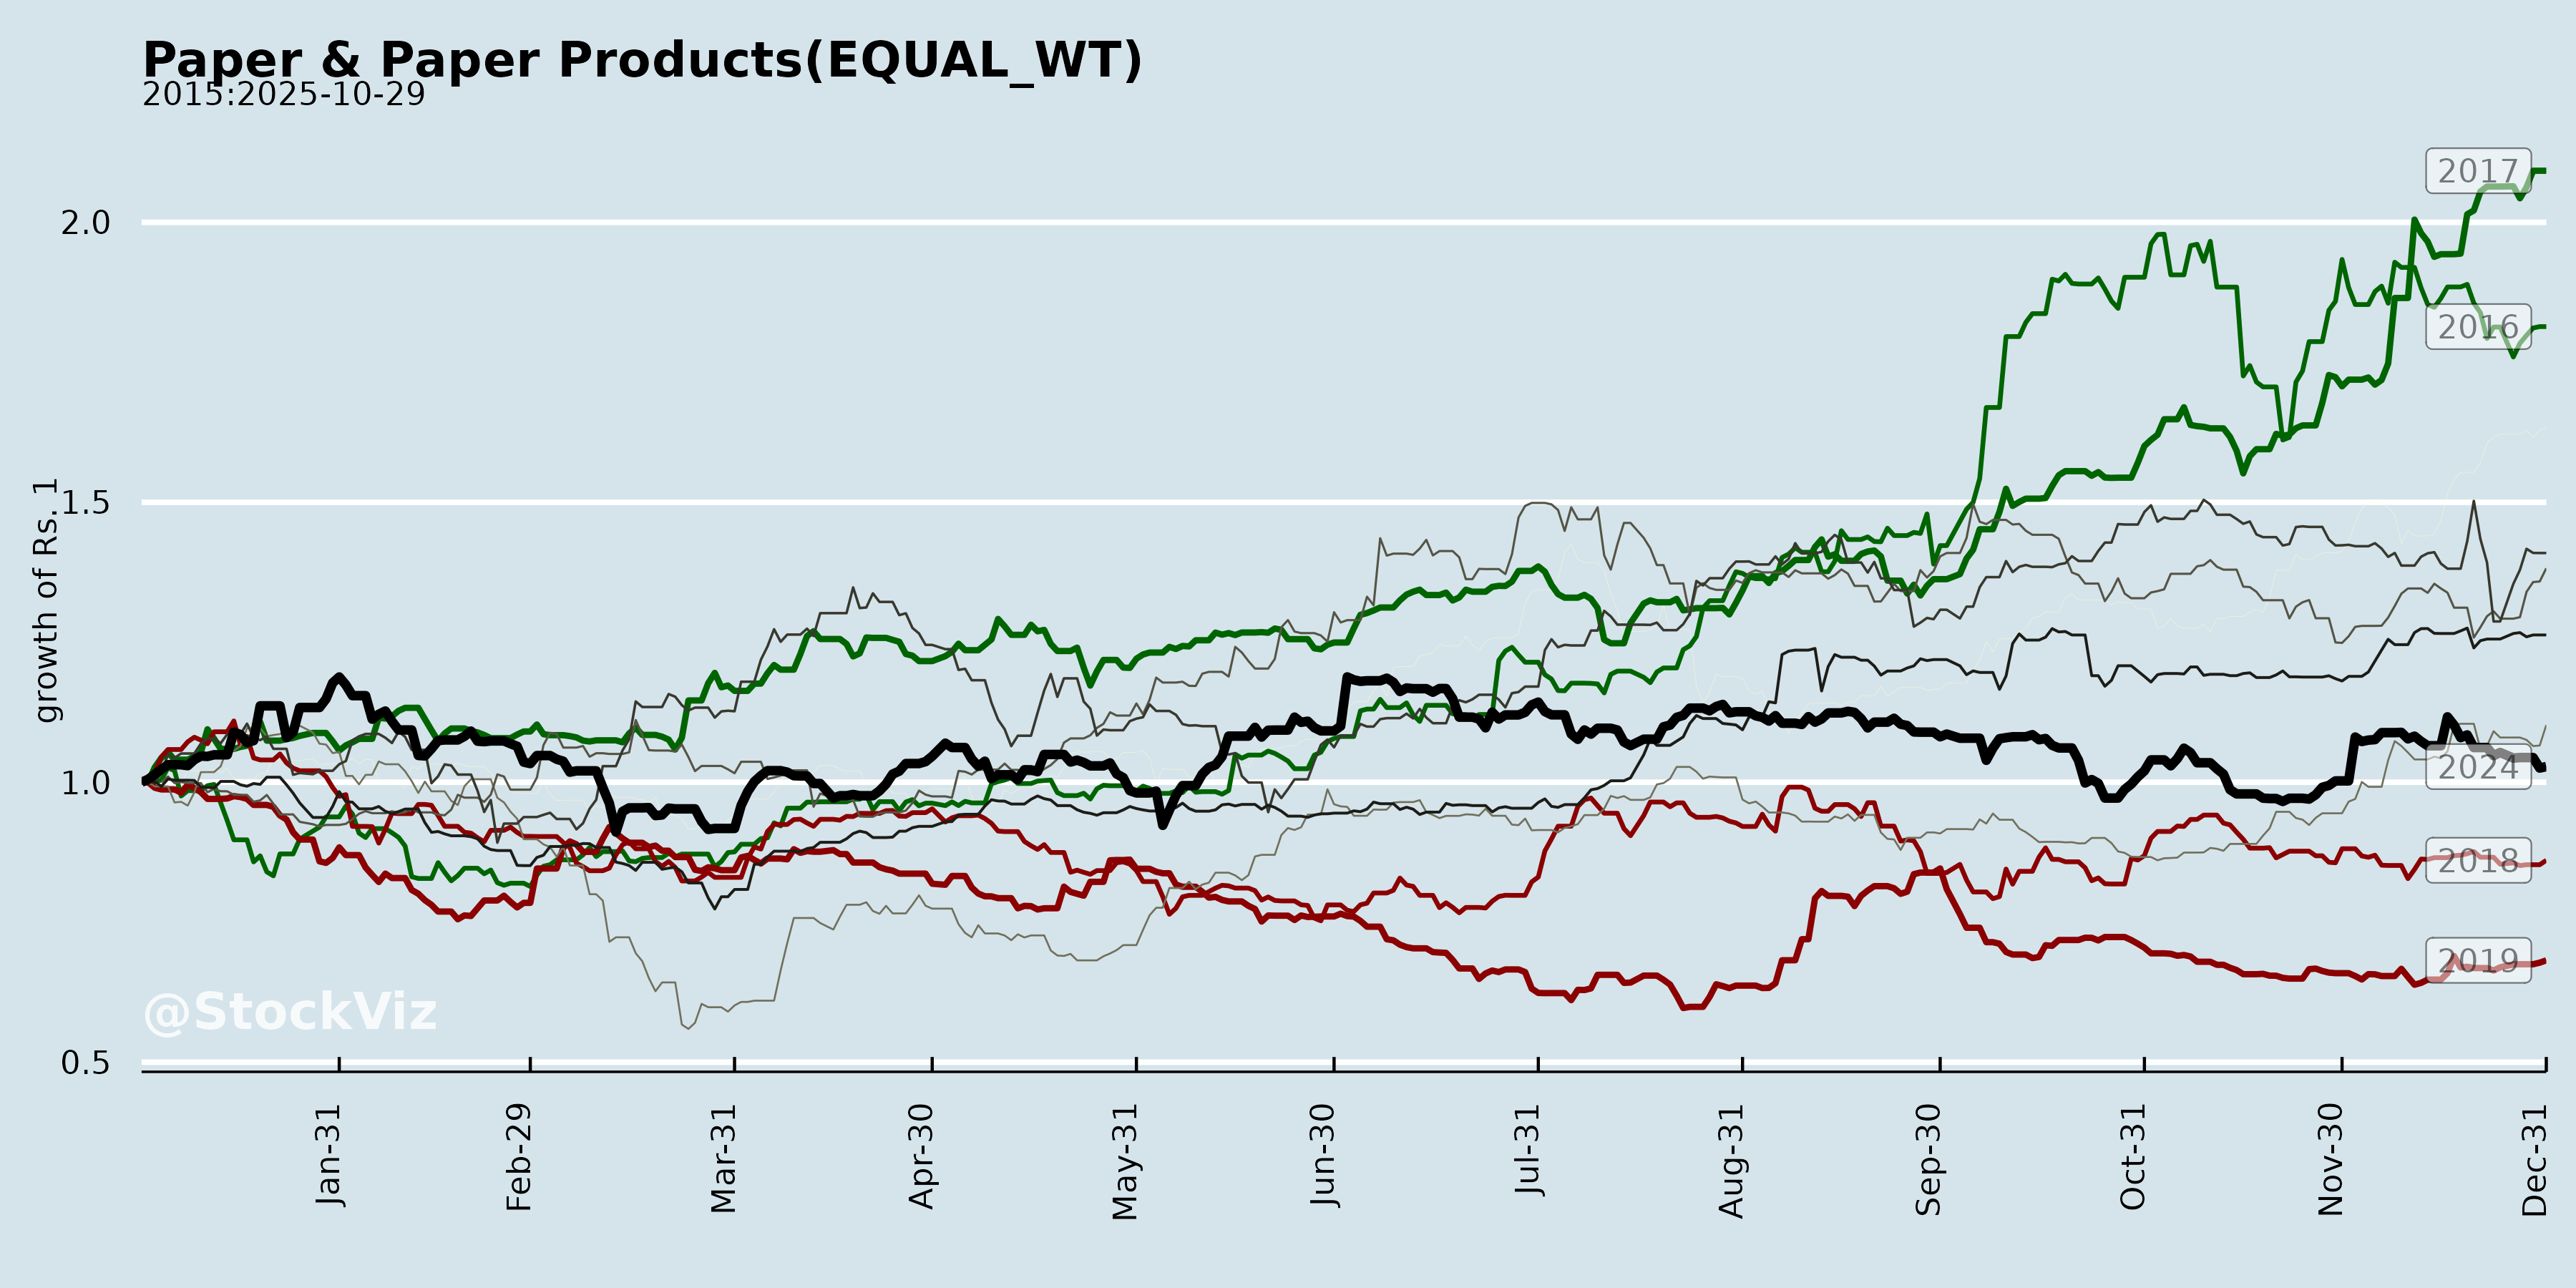 Paper & Paper Products(EQUAL_WT)
2015:2025-10-29
growth of Rs. 1
2.0
1.5
1.0
0.5
2017
2016
2024
2018
2019
@StockViz
Jan-31
Feb-29
Mar-31
Apr-30
May-31
Jun-30
Jul-31
Aug-31
Sep-30
Oct-31
Nov-30
Dec-31